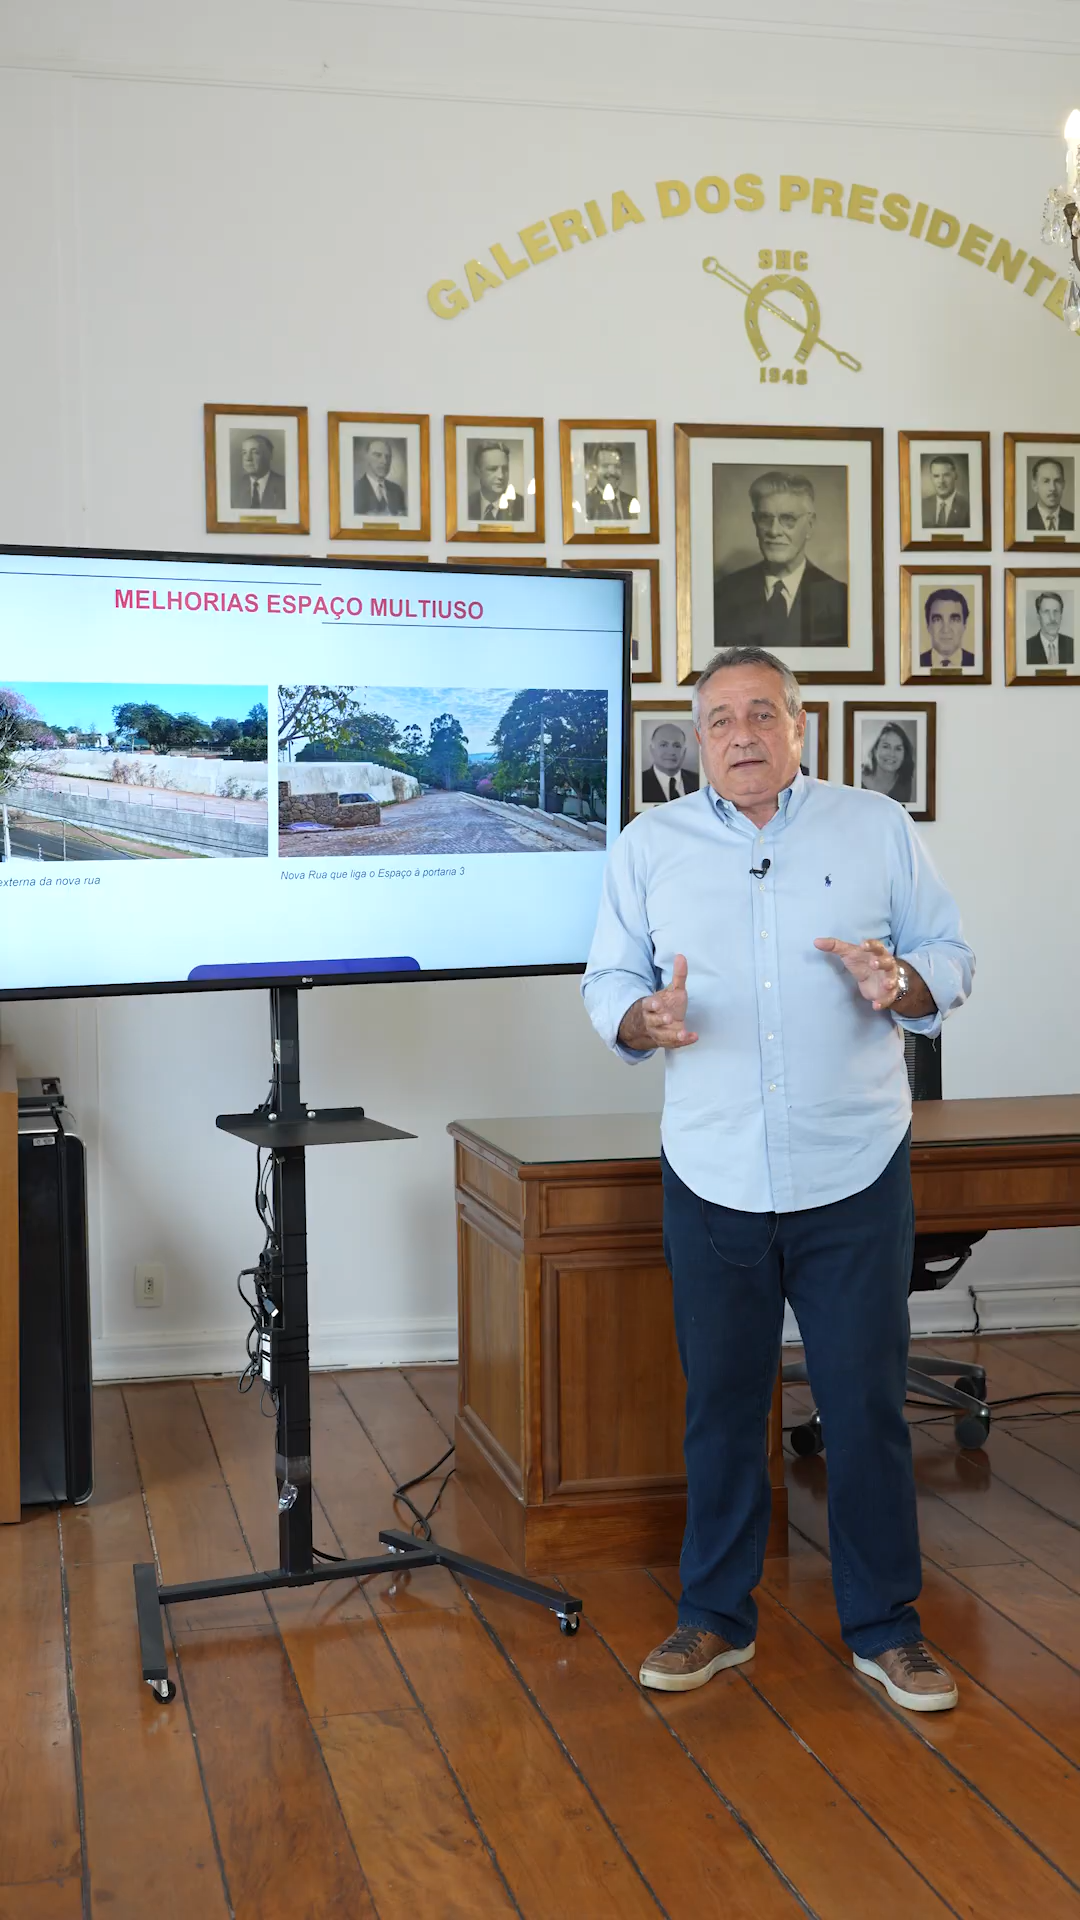 GALERIA DOS PRESIDENTE
SHC
1948
MELHORIAS ESPAÇO MULTIUSO
externa da nova rua
Nova Rua que liga o Espaço à portaria 3
LG